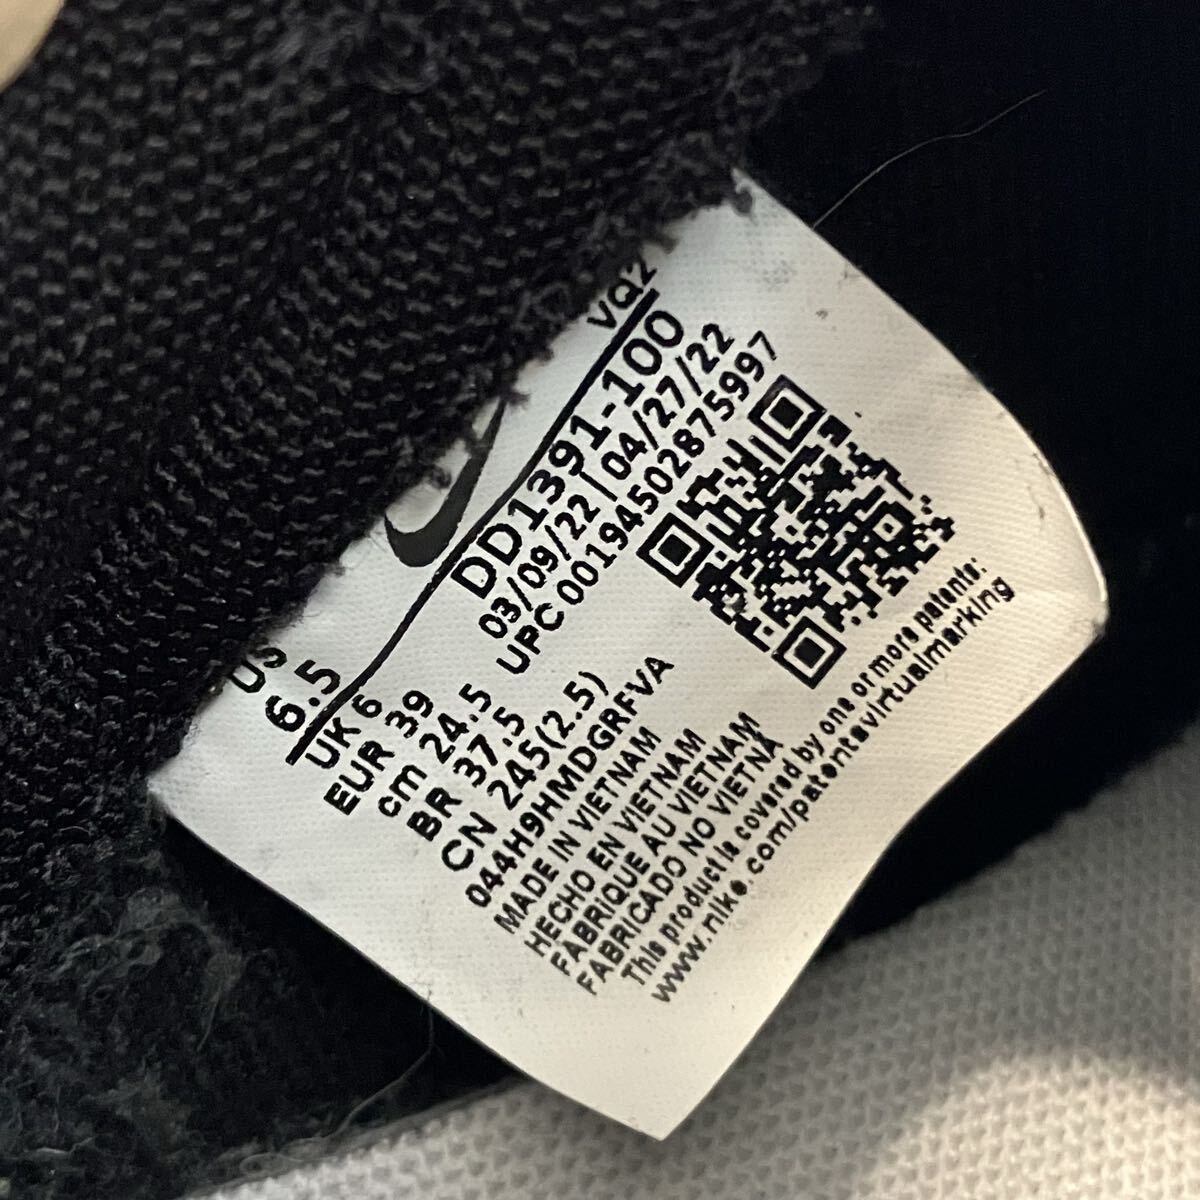 VQ2
DD1391-100
03/09/22 | 04/27/22
UPC 00194502875997
US
6.5
UK 6
EUR 39
cm 24.5
BR 37.5
CN 245(2.5)
044H9HMDGRFVA
MADE IN VIETNAM
HECHO EN VIETNAM
FABRIQUE AU VIETNAM
FABRICADO NO VIETNÃ
This product is covered by one or more patents:
www.nike.com/patentsvirtualmarking